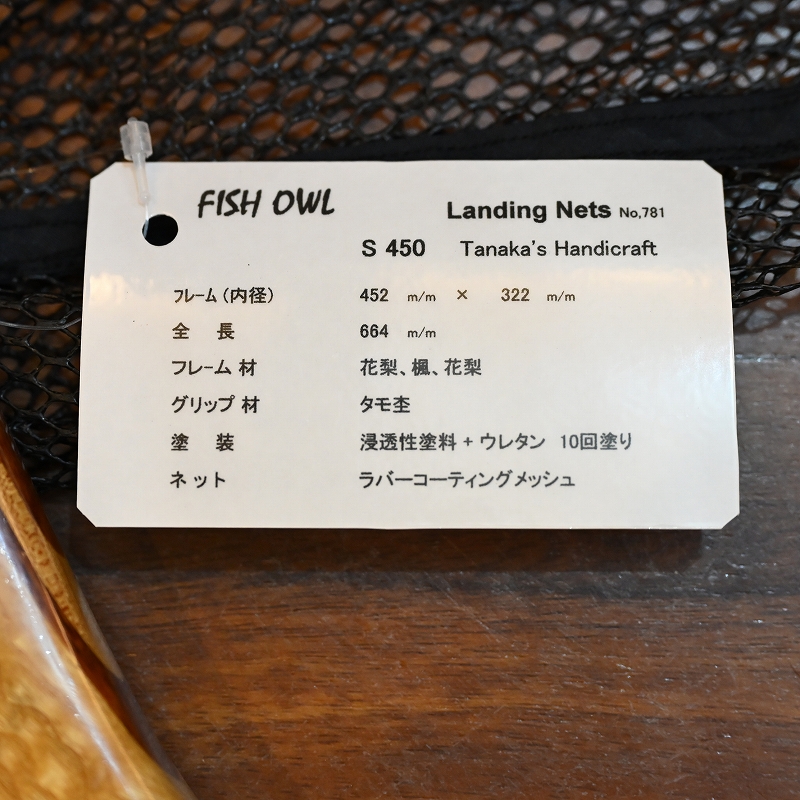 FISH OWL
Landing Nets No,781
S 450 Tanaka's Handicraft
フレーム(内径) 452 m/m × 322 m/m
全 長 664 m/m
フレーム 材 花梨、楓、花梨
グリップ 材 タモ杢
塗 装 浸透性塗料 + ウレタン 10回塗り
ネット ラバーコーティングメッシュ